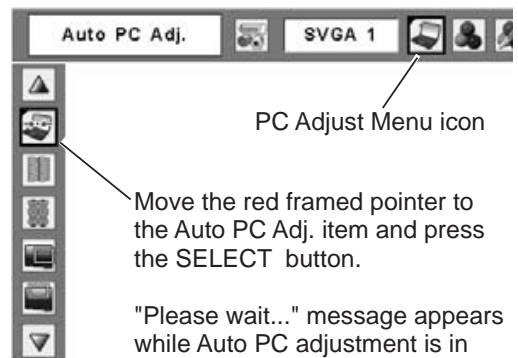 Auto PC Adj.
SVGA 1
PC Adjust Menu icon
Move the red framed pointer to
the Auto PC Adj. item and press
the SELECT button.
"Please wait..." message appears
while Auto PC adjustment is in